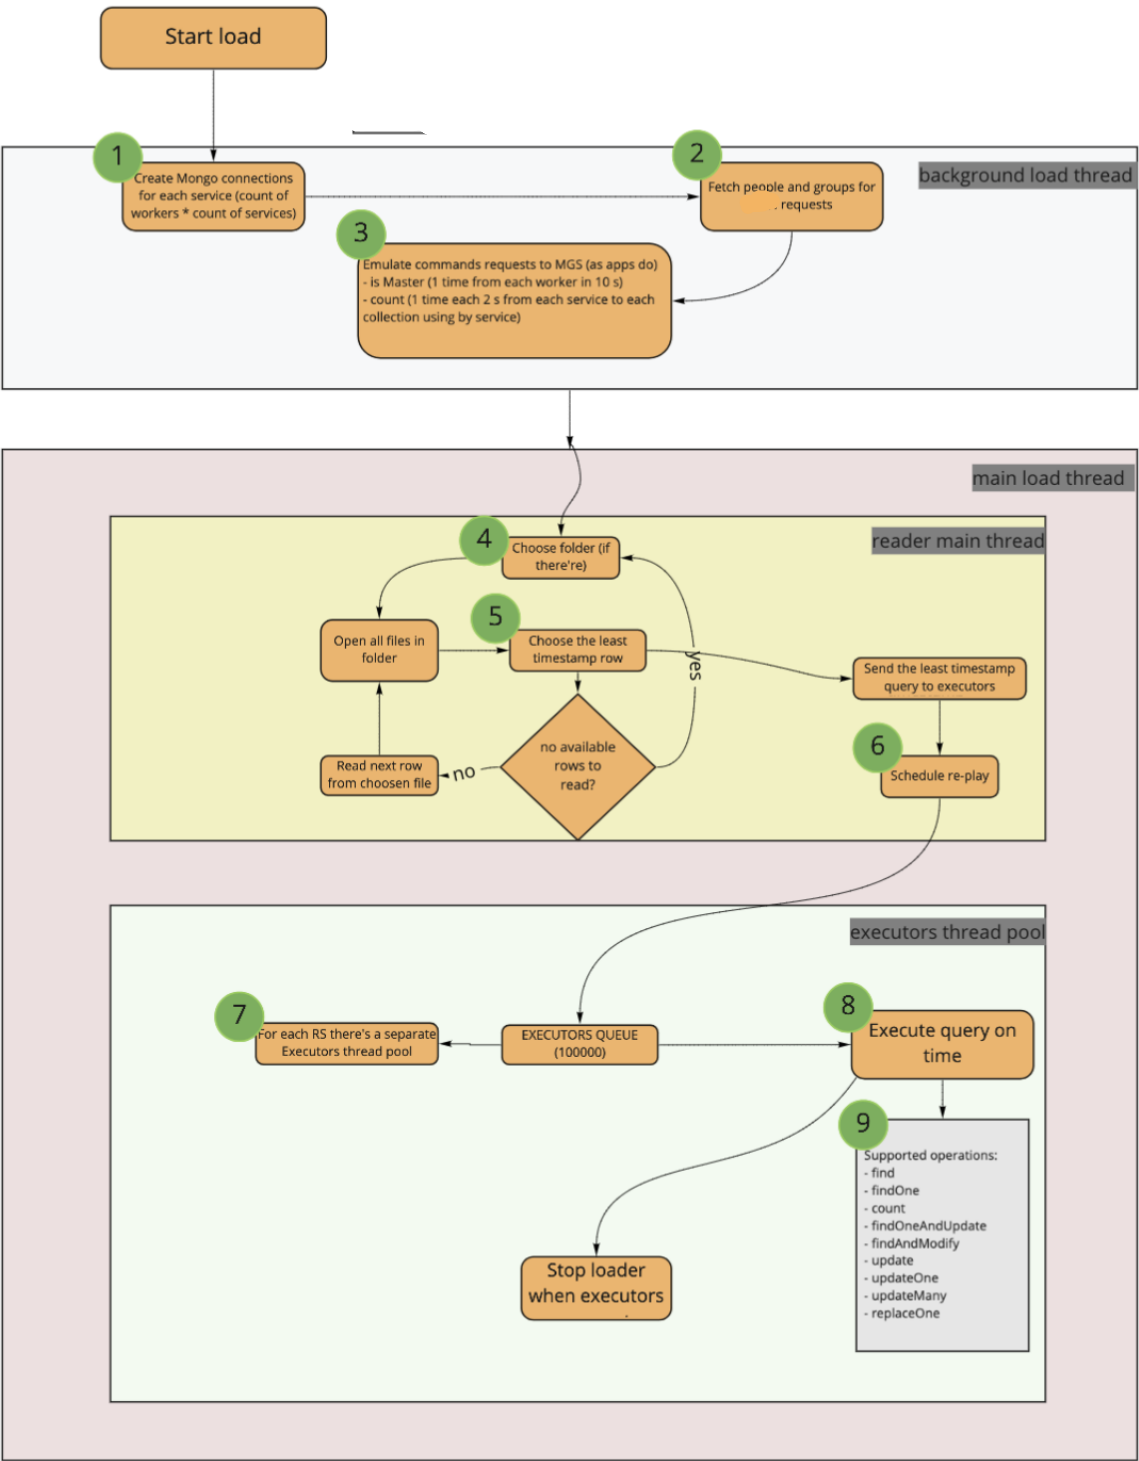 Start load
1
Create Mongo connections
for each service (count of
workers * count of services)
2
Fetch people and groups for
requests
background load thread
3
Emulate commands requests to MGS (as apps do)
- is Master (1 time from each worker in 10 s)
- count (1 time each 2 s from each service to each
collection using by service)
main load thread
reader main thread
4
Choose folder (if
there're)
5
Open all files in
folder
Choose the least
timestamp row
yes
Send the least timestamp
query to executors
6
no available
rows to
read?
no
Read next row
from choosen file
Schedule re-play
executors thread pool
7
For each RS there's a separate
Executors thread pool
EXECUTORS QUEUE
(100000)
8
Execute query on
time
9
Supported operations:
- find
- findOne
- count
- findOneAndUpdate
- findAndModify
- update
- updateOne
- updateMany
- replaceOne
Stop loader
when executors